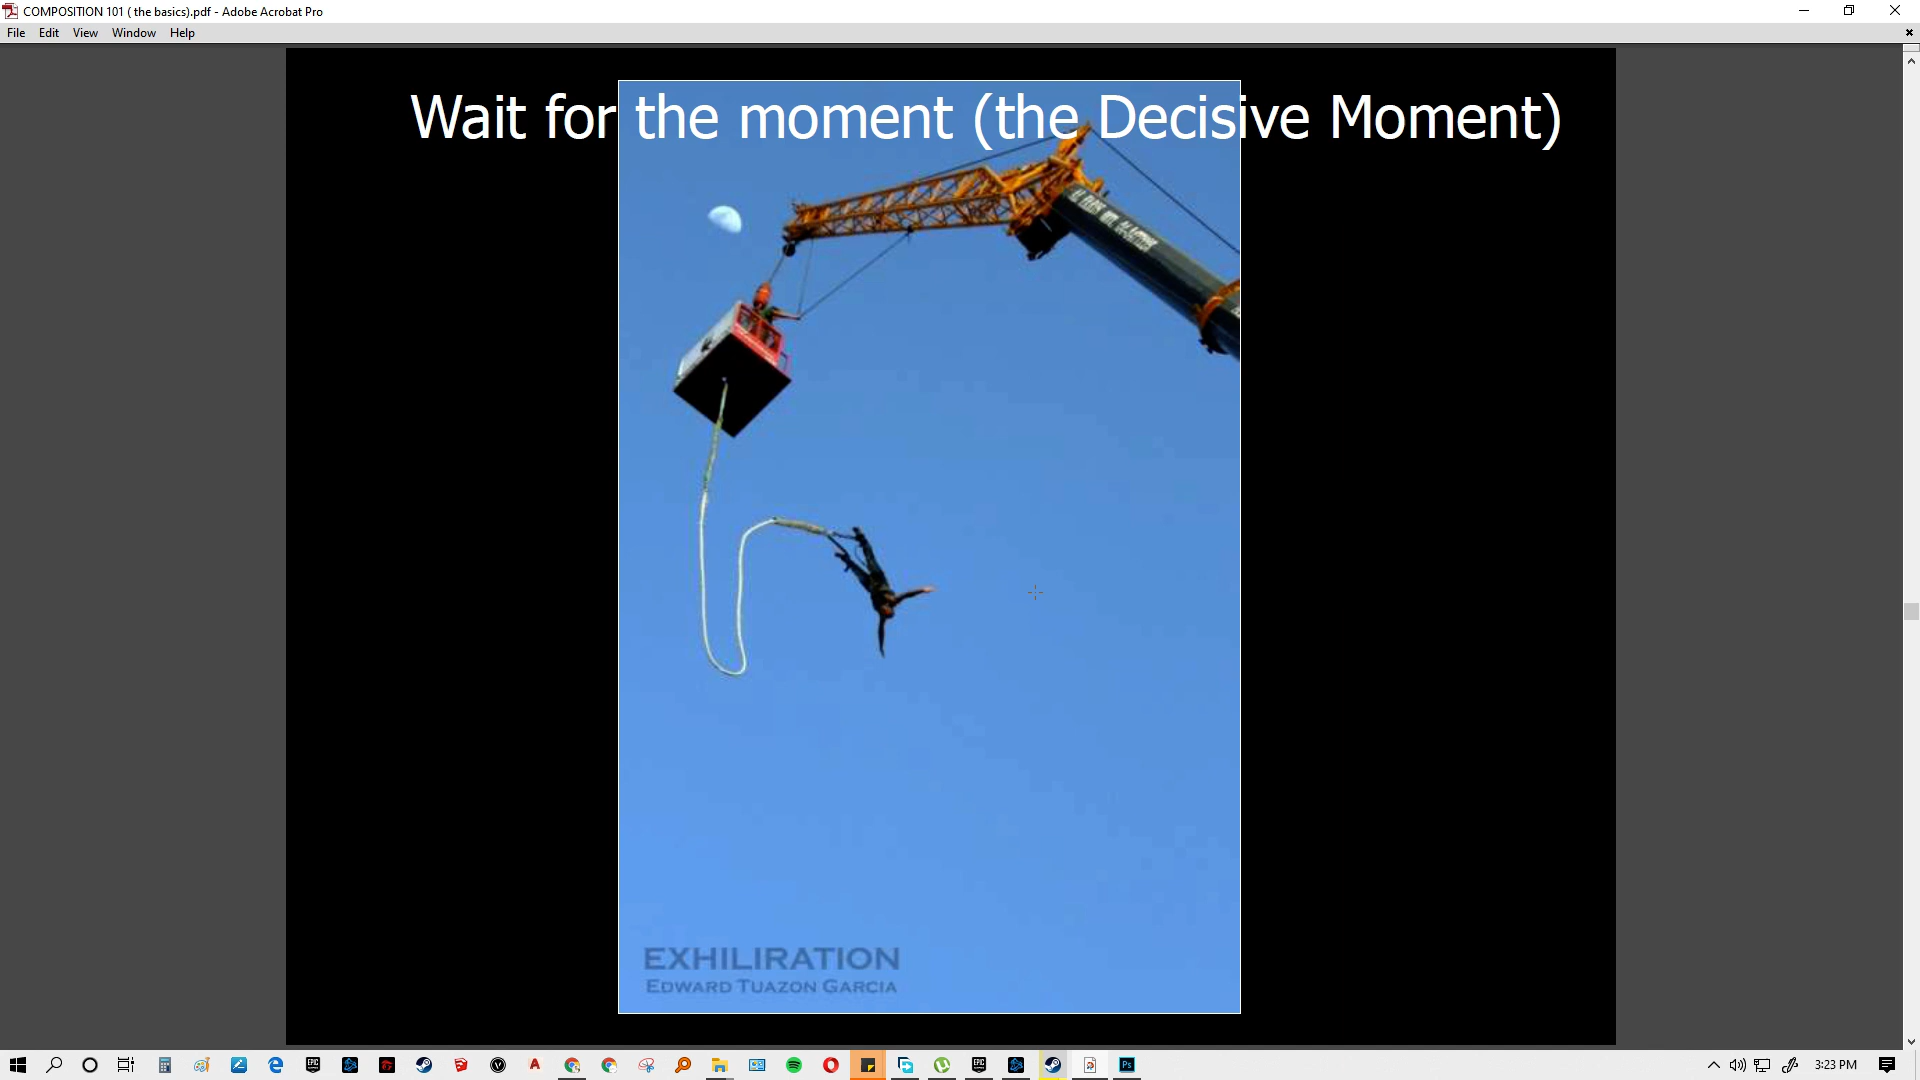 COMPOSITION 101 ( the basics).pdf - Adobe Acrobat Pro
File Edit View Window Help
Wait for the moment (the Decisive Moment)
EXHILIRATION
EDWARD TUAZON GARCIA
3:23 PM